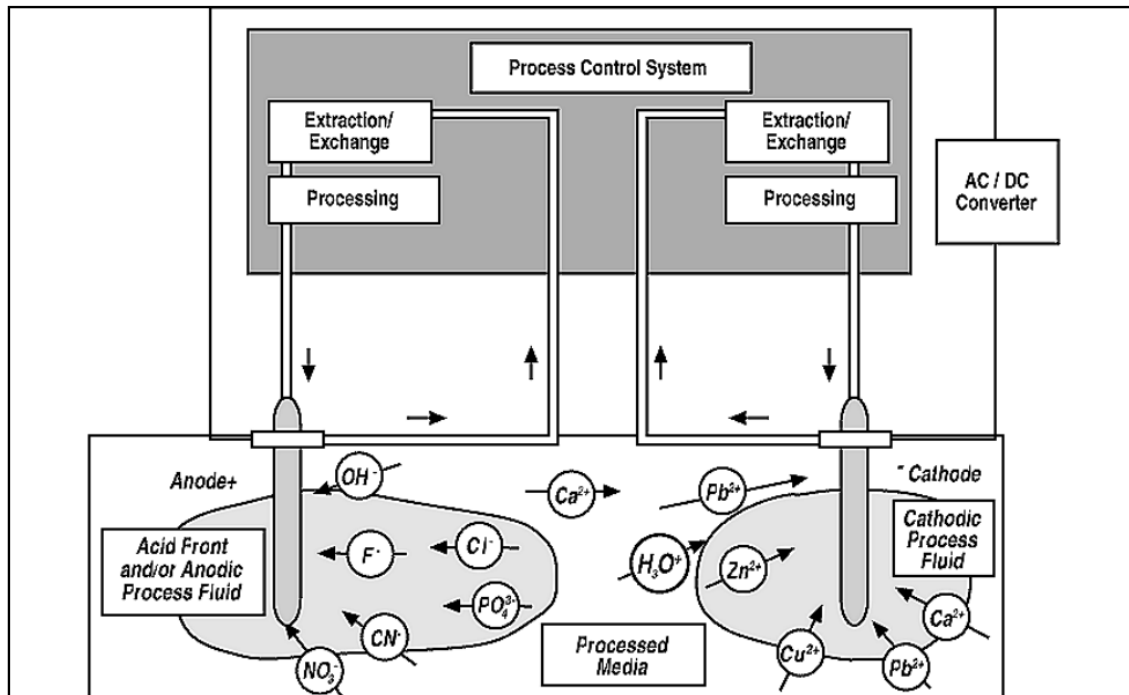 Process Control System
Extraction/
Exchange
Extraction/
Exchange
Processing
Processing
AC / DC
Converter
Anode+
OH⁻
Ca²⁺
Pb²⁺
- Cathode
Acid Front
and/or Anodic
Process Fluid
F⁻
Cl⁻
PO₄³⁻
CN⁻
NO₃⁻
H₃O⁺
Zn²⁺
Cathodic
Process
Fluid
Processed
Media
Cu²⁺
Pb²⁺
Ca²⁺